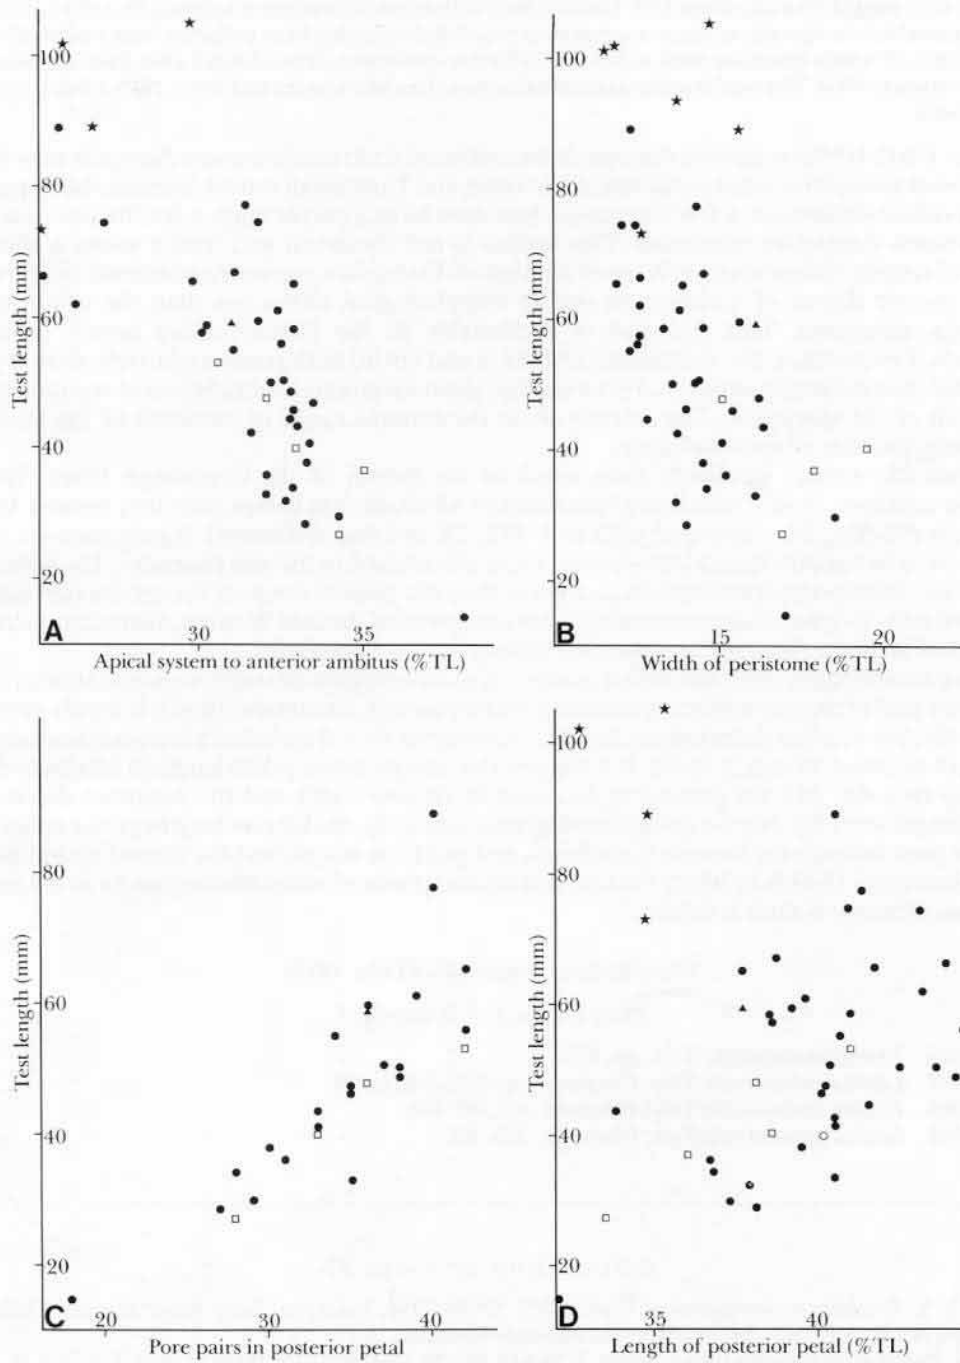 100
80
60
40
20
Test length (mm)
A
30
35
Apical system to anterior ambitus (%TL)
100
80
60
40
20
Test length (mm)
B
15
20
Width of peristome (%TL)
80
60
40
20
Test length (mm)
C
20
30
40
Pore pairs in posterior petal
100
80
60
40
20
Test length (mm)
D
35
40
Length of posterior petal (%TL)